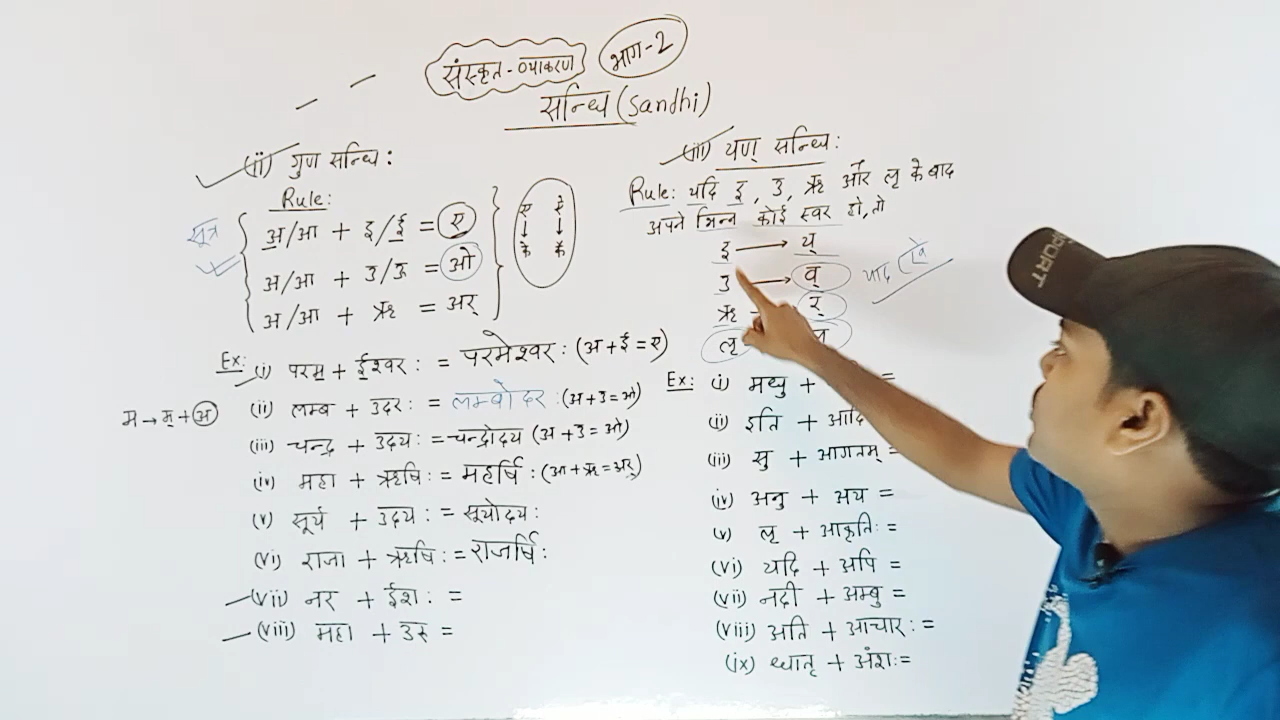 संस्कृत-व्याकरण भाग-2
सन्धि (Sandhi)
(ii) गुण सन्धि:
Rule:
सूत्र
अ/आ + इ/ई = ए
अ/आ + उ/ऊ = ओ
अ/आ + ऋ = अर्
ए ऐ
↓ ↓
के कै
Ex: (i) परम + ईश्वर: = परमेश्वर: (अ+ई=ए)
म → म् + अ
(ii) लम्ब + उदर: = लम्बोदर: (अ+उ=ओ)
(iii) चन्द्र + उदय: = चन्द्रोदय (अ+उ=ओ)
(iv) महा + ऋषि: = महर्षि: (आ+ऋ=अर्)
(v) सूर्य + उदय: = सूर्योदय:
(vi) राजा + ऋषि: = राजर्षि:
(vii) नर + ईश: =
(viii) महा + उरु =
(iii) यण् सन्धि:
Rule: यदि इ, उ, ऋ और लृ के बाद
अपने भिन्न कोई स्वर हो, तो
इ → य्
उ → व्
ऋ र्
लृ
याद
Ex: (i) मधु + =
(ii) इति + आदि
(iii) सु + आगतम् =
(iv) अनु + अय =
(v) लृ + आकृति: =
(vi) यदि + अपि =
(vii) नदी + अम्बु =
(viii) अति + आचार: =
(ix) धातृ + अंश: =
PORT